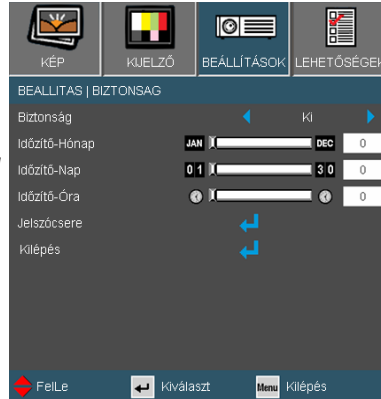 KÉP KIJELZŐ BEÁLLÍTÁSOK LEHETŐSÉGEK
BEALLITAS | BIZTONSAG
Biztonság Ki
Időzítő-Hónap JAN DEC 0
Időzítő-Nap 01 30 0
Időzítő-Óra 0
Jelszócsere
Kilépés
FelLe Kiválaszt Menu Kilépés